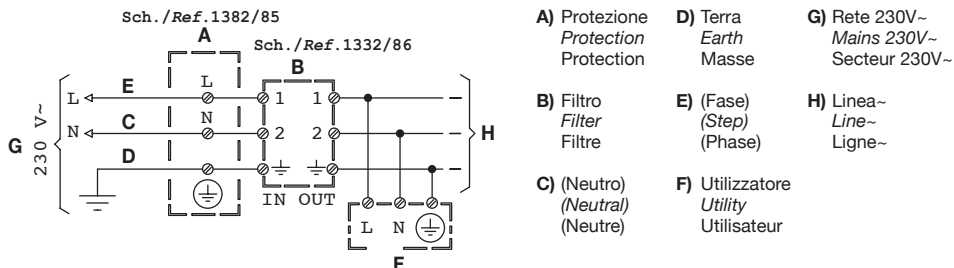 Sch./Ref.1382/85
A
Sch./Ref.1332/86
B
L
E
L
1
1
N
C
N
2
2
H
G
230 V~
D
IN OUT
L N
F
A) Protezione
Protection
Protection
B) Filtro
Filter
Filtre
C) (Neutro)
(Neutral)
(Neutre)
D) Terra
Earth
Masse
E) (Fase)
(Step)
(Phase)
F) Utilizzatore
Utility
Utilisateur
G) Rete 230V~
Mains 230V~
Secteur 230V~
H) Linea~
Line~
Ligne~